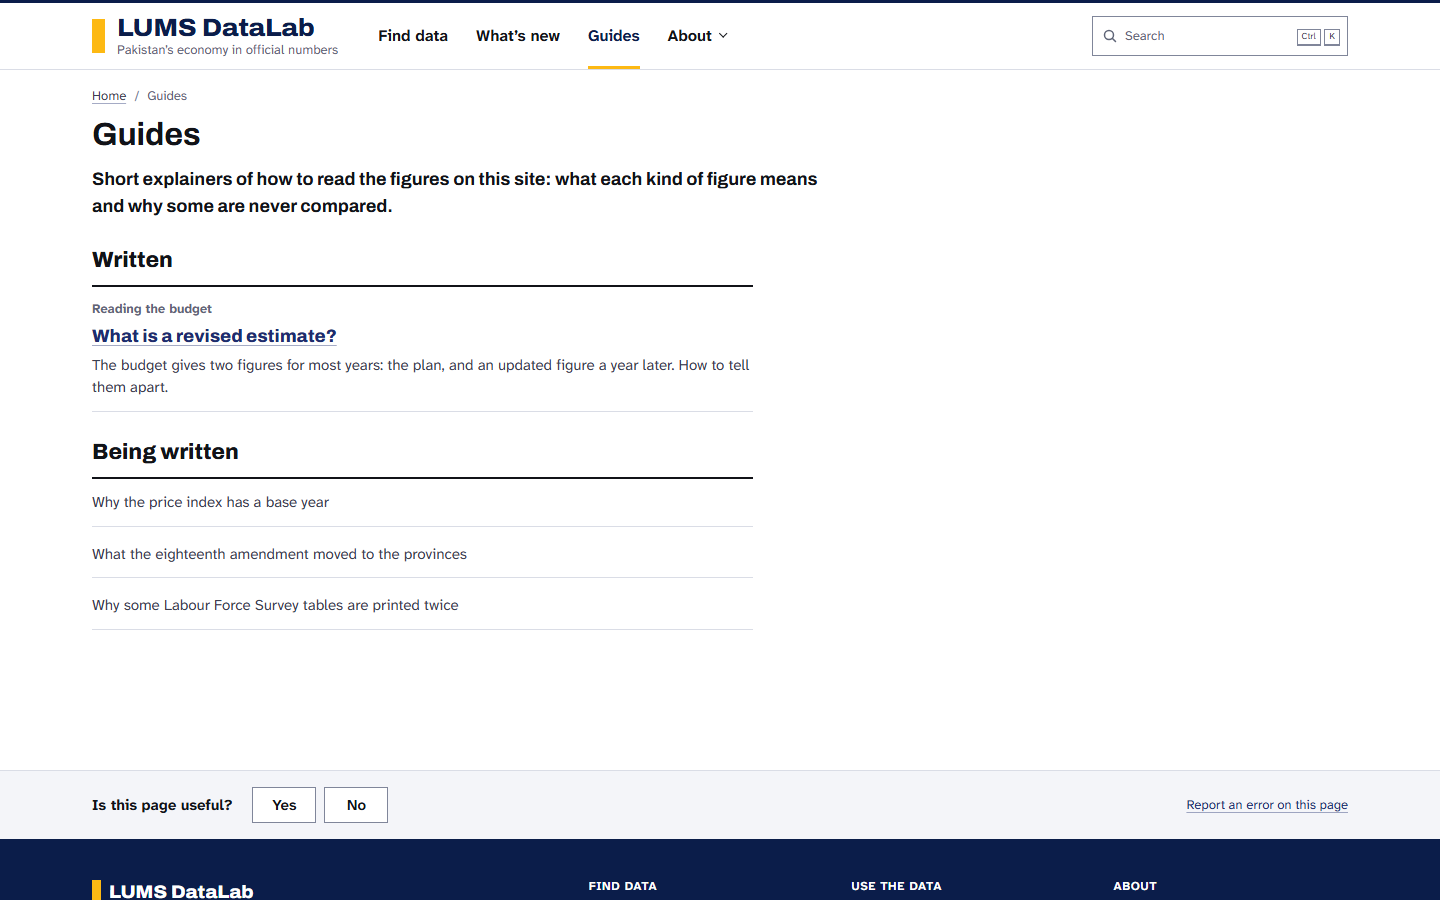 LUMS DataLab
Pakistan's economy in official numbers
Find data
What's new
Guides
About
Search
Ctrl K
Home / Guides
Guides
Short explainers of how to read the figures on this site: what each kind of figure means
and why some are never compared.
Written
Reading the budget
What is a revised estimate?
The budget gives two figures for most years: the plan, and an updated figure a year later. How to tell
them apart.
Being written
Why the price index has a base year
What the eighteenth amendment moved to the provinces
Why some Labour Force Survey tables are printed twice
Is this page useful?
Yes
No
Report an error on this page
LUMS DataLab
FIND DATA
USE THE DATA
ABOUT